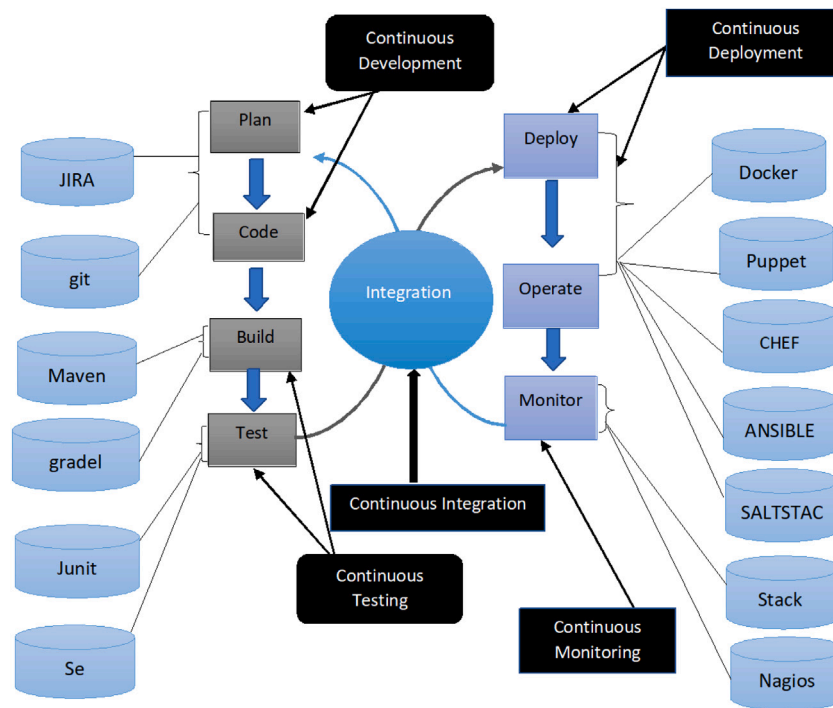 Continuous
Development
Continuous
Deployment
Plan
Deploy
JIRA
Docker
Code
git
Puppet
Integration
Operate
Build
CHEF
Maven
Monitor
Test
gradel
ANSIBLE
Continuous Integration
SALTSTAC
Junit
Continuous
Testing
Stack
Continuous
Monitoring
Se
Nagios